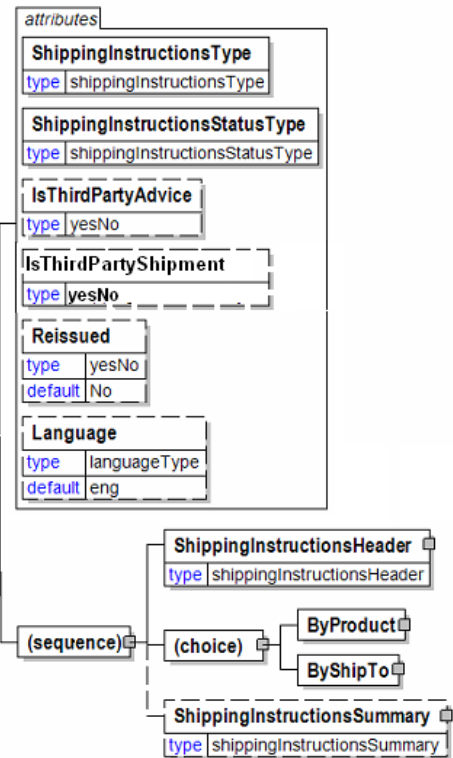 attributes
ShippingInstructionsType
type shippingInstructionsType
ShippingInstructionsStatusType
type shippingInstructionsStatusType
IsThirdPartyAdvice
type yesNo
IsThirdPartyShipment
type yesNo
Reissued
type yesNo
default No
Language
type languageType
default eng
ShippingInstructionsHeader
type shippingInstructionsHeader
(sequence)
(choice)
ByProduct
ByShipTo
ShippingInstructionsSummary
type shippingInstructionsSummary